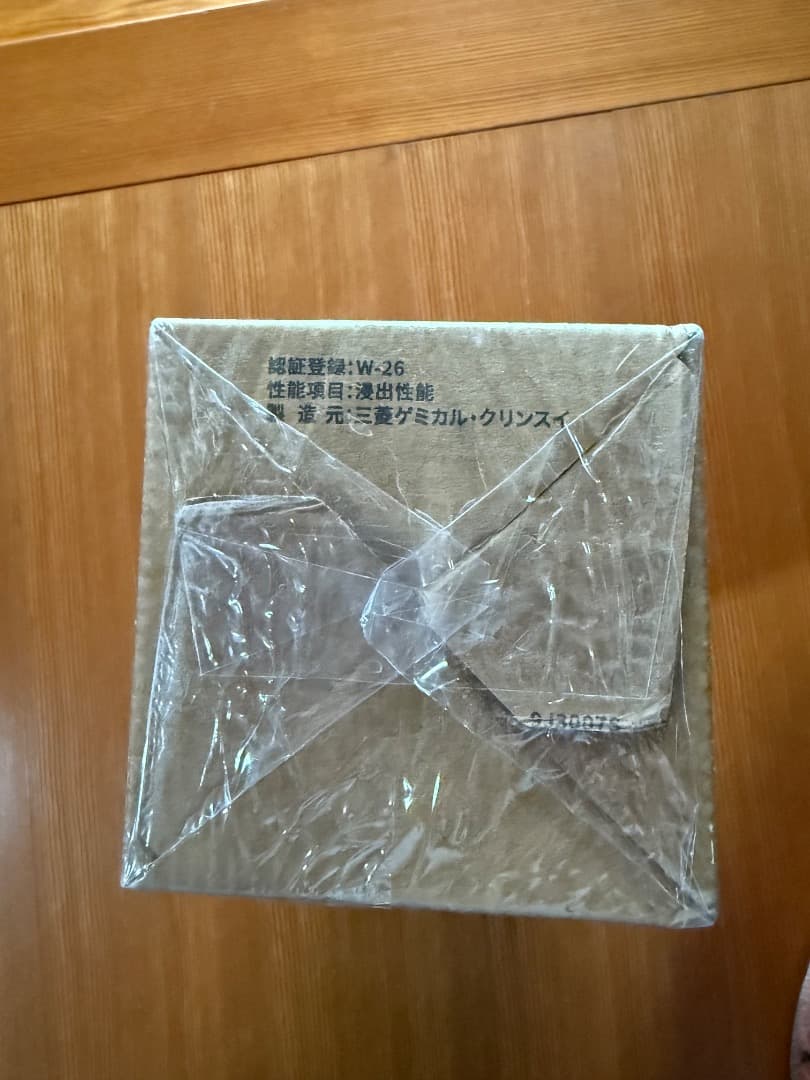 認証登録:W-26
性能項目:浸出性能
製 造 元:三菱ケミカル・クリンスイ